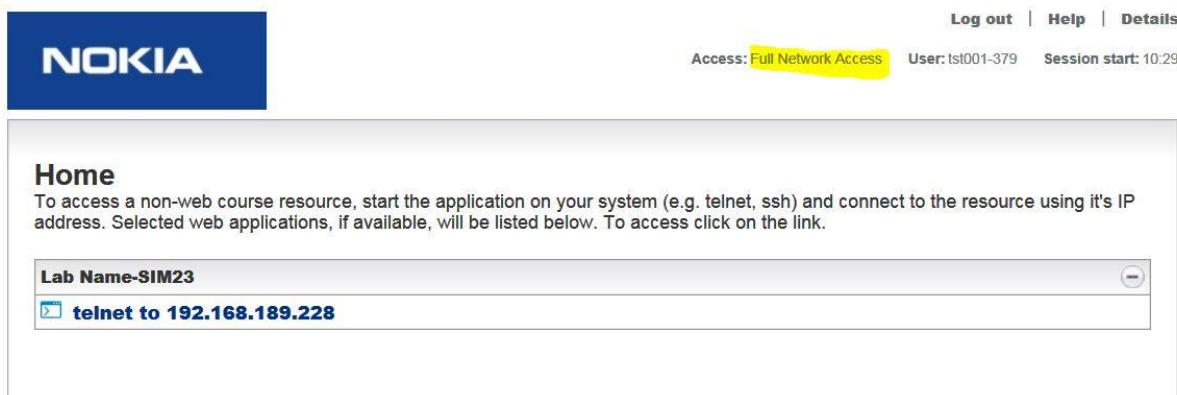 Log out | Help | Details
NOKIA
Access: Full Network Access User: tst001-379 Session start: 10:29
Home
To access a non-web course resource, start the application on your system (e.g. telnet, ssh) and connect to the resource using it's IP
address. Selected web applications, if available, will be listed below. To access click on the link.
Lab Name-SIM23
telnet to 192.168.189.228